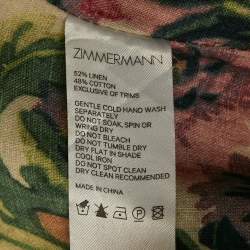 ZIMMERMANN
52% LINEN
48% COTTON
EXCLUSIVE OF TRIMS
GENTLE COLD HAND WASH
SEPARATELY
DO NOT SOAK, SPIN OR
WRING DRY
DO NOT BLEACH
DO NOT TUMBLE DRY
DRY FLAT IN SHADE
COOL IRON
DO NOT SPOT CLEAN
DRY CLEAN RECOMMENDED
MADE IN CHINA